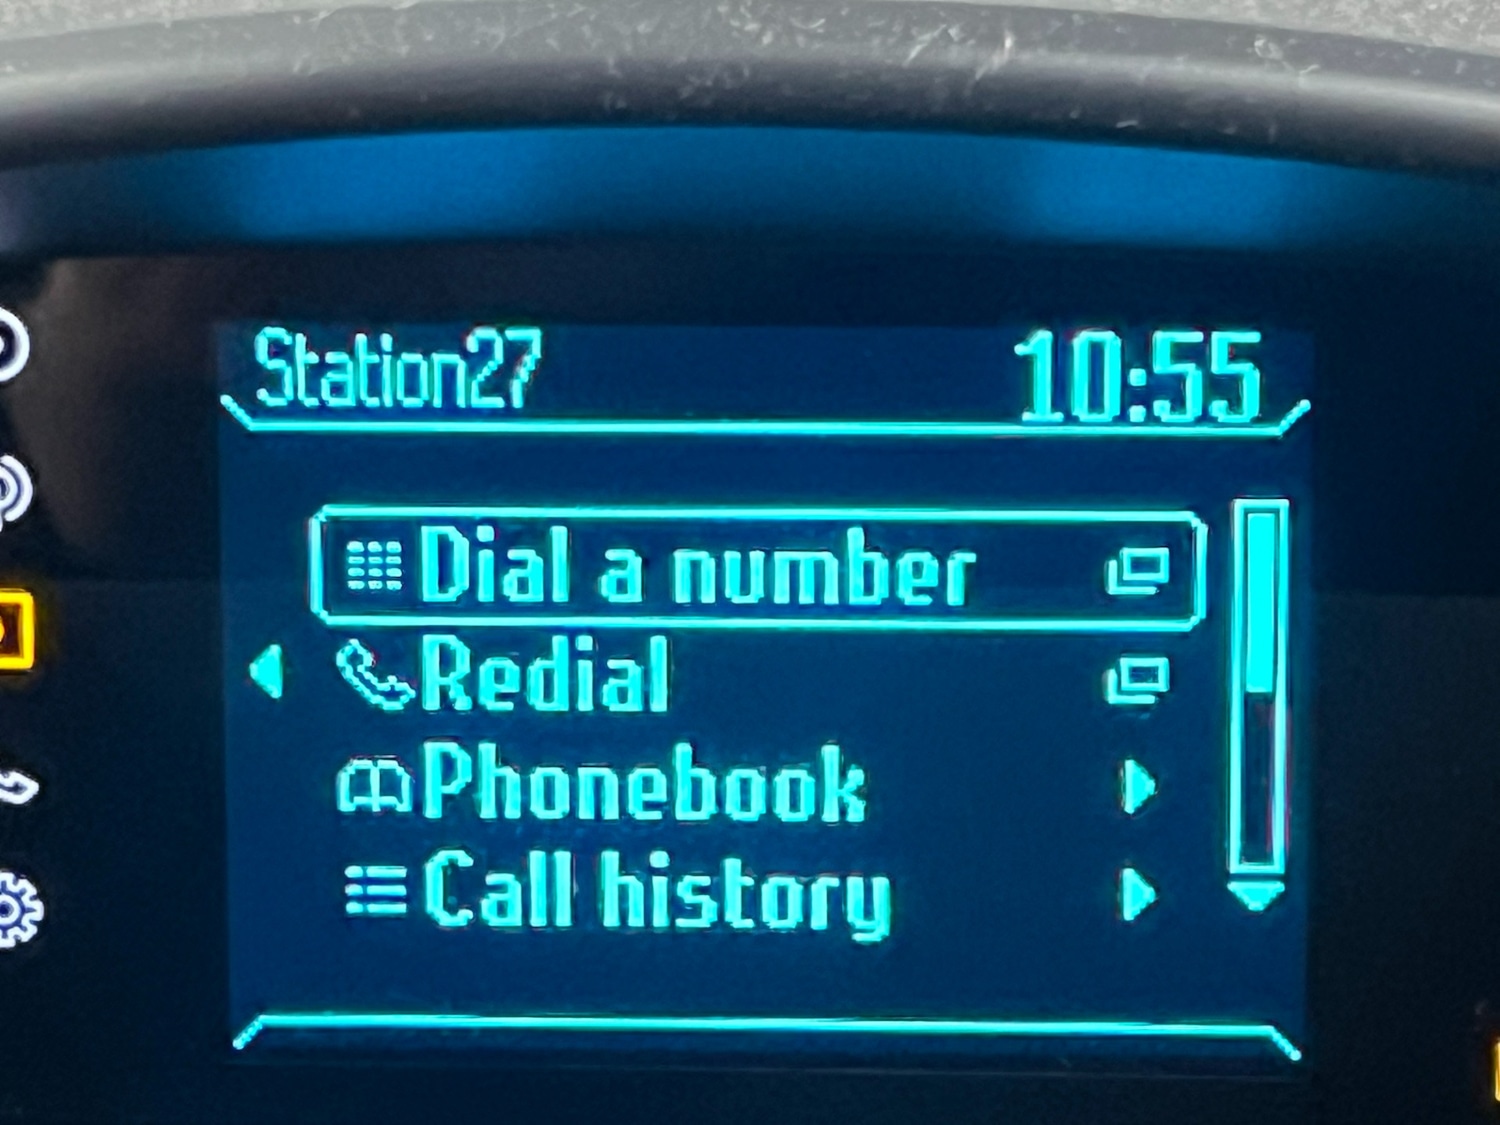 Station27 10:55
Dial a number
Redial
Phonebook
Call history